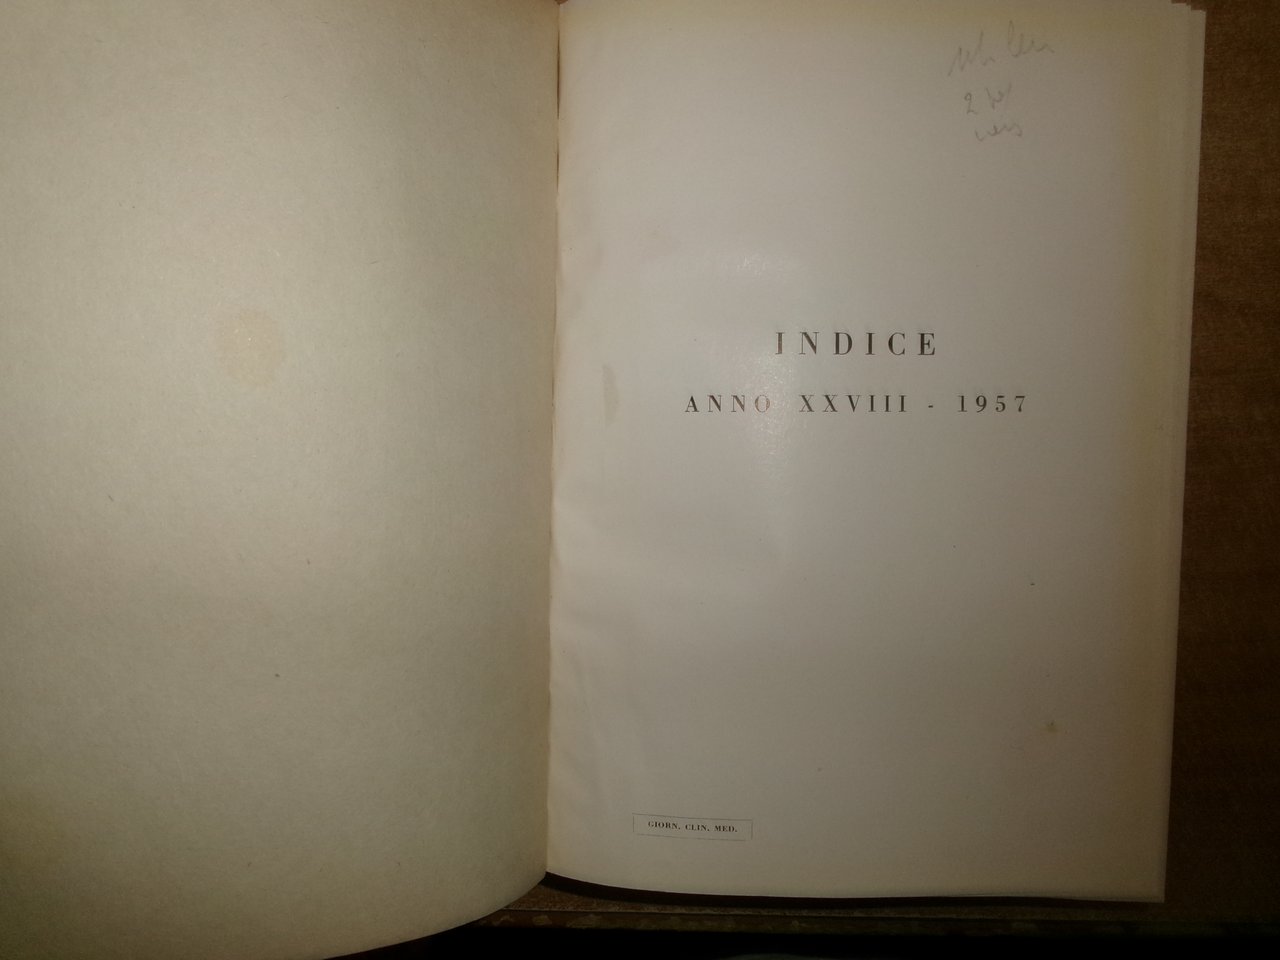 INDICE
ANNO XXVIII - 1957
GIORN. CLIN. MED.